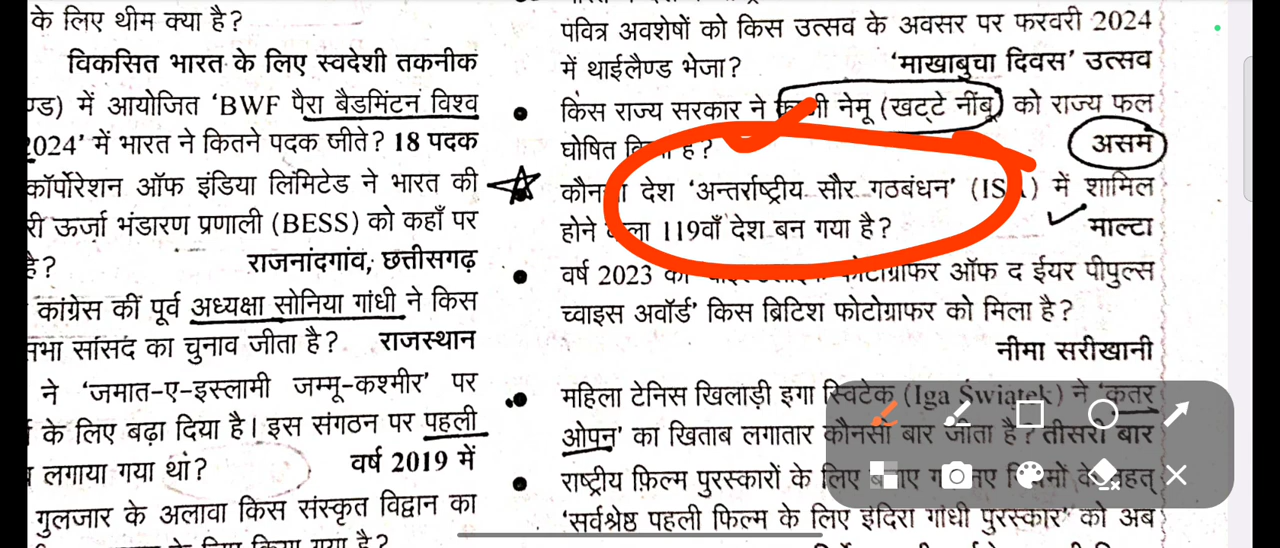 के लिए थीम क्या है?
विकसित भारत के लिए स्वदेशी तकनीक
में आयोजित 'BWF पैरा बैडमिंटन विश्व
2024' में भारत ने कितने पदक जीते? 18 पदक
कॉर्पोरेशन ऑफ इंडिया लिमिटेड ने भारत की
री ऊर्जा भंडारण प्रणाली (BESS) को कहाँ पर
है? राजनांदगांव, छत्तीसगढ़
कांग्रेस की पूर्व अध्यक्षा सोनिया गांधी ने किस
सभा सांसद का चुनाव जीता है? राजस्थान
ने 'जमात-ए-इस्लामी जम्मू-कश्मीर' पर
के लिए बढ़ा दिया है। इस संगठन पर पहली
लगाया गया था? वर्ष 2019 में
गुलजार के अलावा किस संस्कृत विद्वान का
पवित्र अवशेषों को किस उत्सव के अवसर पर फरवरी 2024
में थाईलैण्ड भेजा? 'माखाबुचा दिवस' उत्सव
किस राज्य सरकार ने नेमू (खट्टे नींबू) को राज्य फल
घोषित है? असम
देश 'अन्तर्राष्ट्रीय सौर गठबंधन' (ISA) में शामिल
होने वाला 119वाँ देश बन गया है? माल्टा
वर्ष 2023 का फोटोग्राफर ऑफ द ईयर पीपुल्स
च्वाइस अवॉर्ड' किस ब्रिटिश फोटोग्राफर को मिला है?
नीमा सरीखानी
महिला टेनिस खिलाड़ी इगा स्विटेक (Iga Świątek) ने 'कतर
ओपन' का खिताब लगातार कौनसी बार जीता है? तीसरी बार
राष्ट्रीय फ़िल्म पुरस्कारों के लिए
'सर्वश्रेष्ठ पहली फिल्म के लिए इंदिरा गांधी पुरस्कार' को अब